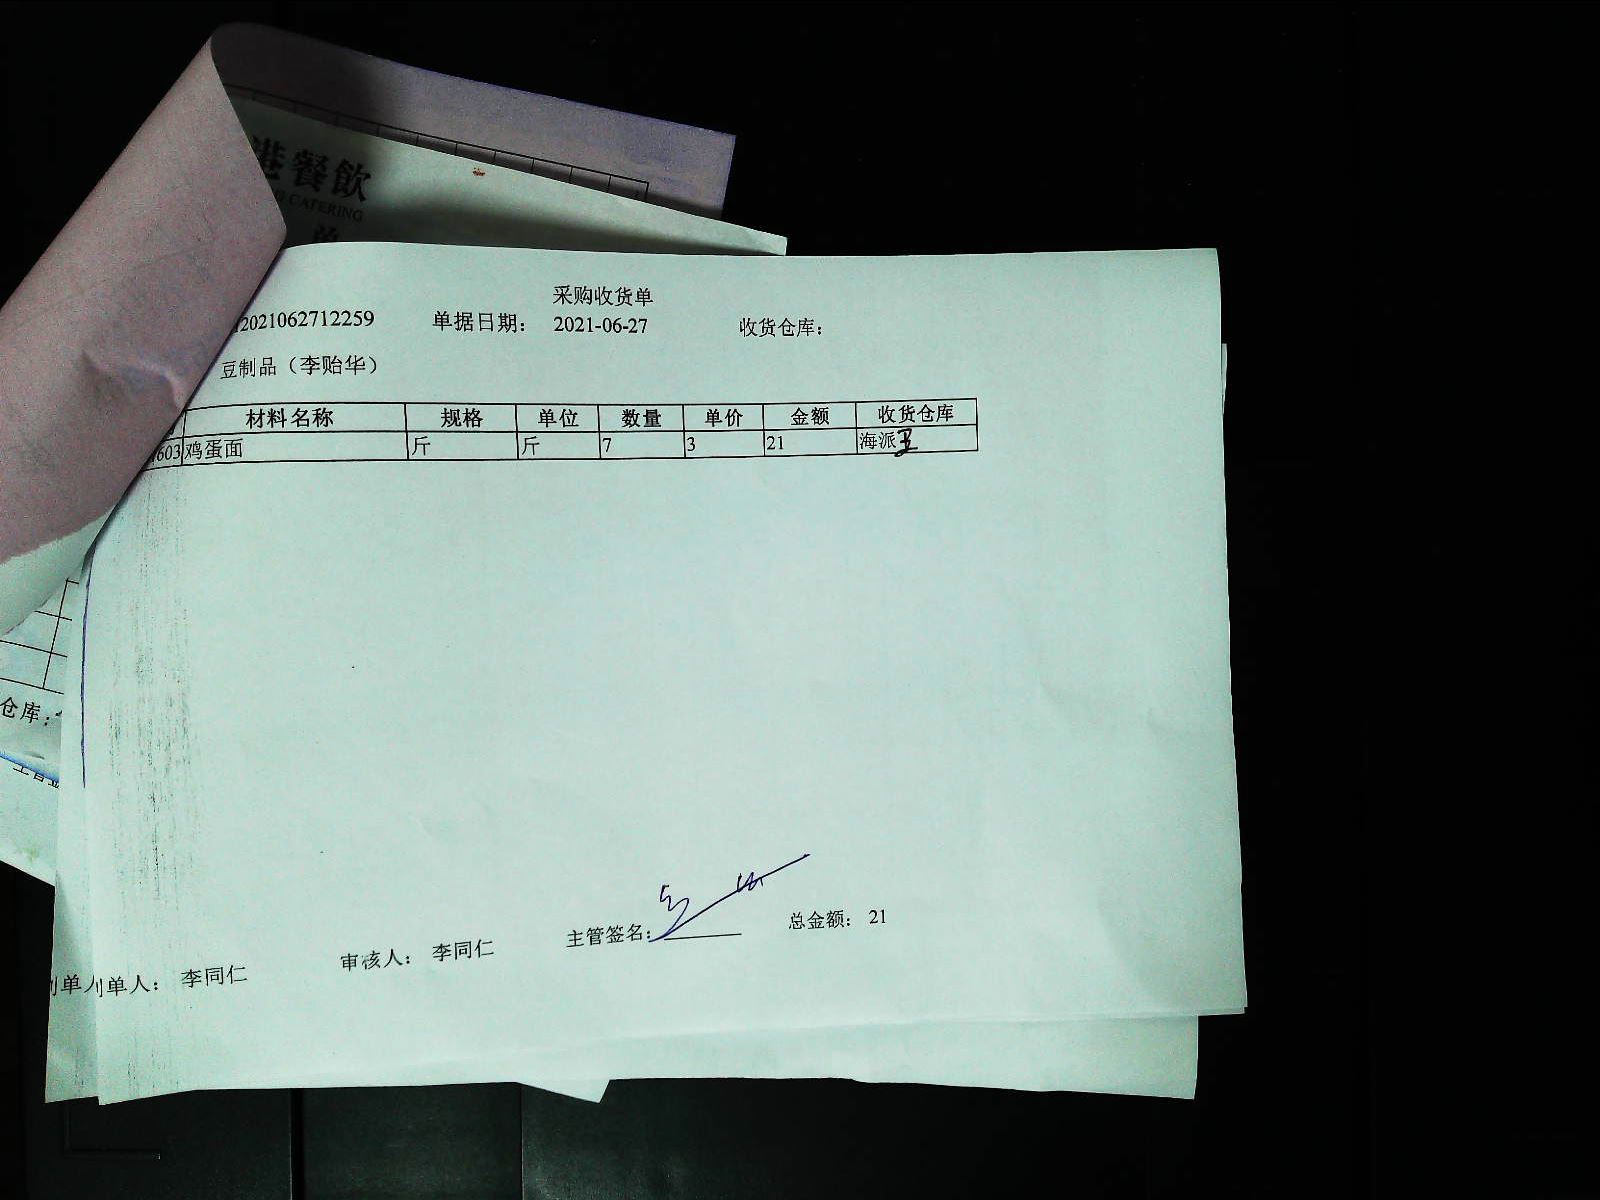 港餐飲
CATERING
单
采购收货单
2021062712259 单据日期： 2021-06-27 收货仓库：
豆制品（李贻华）
材料名称 规格 单位 数量 单价 金额 收货仓库
603 鸡蛋面 斤 斤 7 3 21 海派
仓库：
主管签名： 总金额： 21
审核人： 李同仁
单人： 李同仁